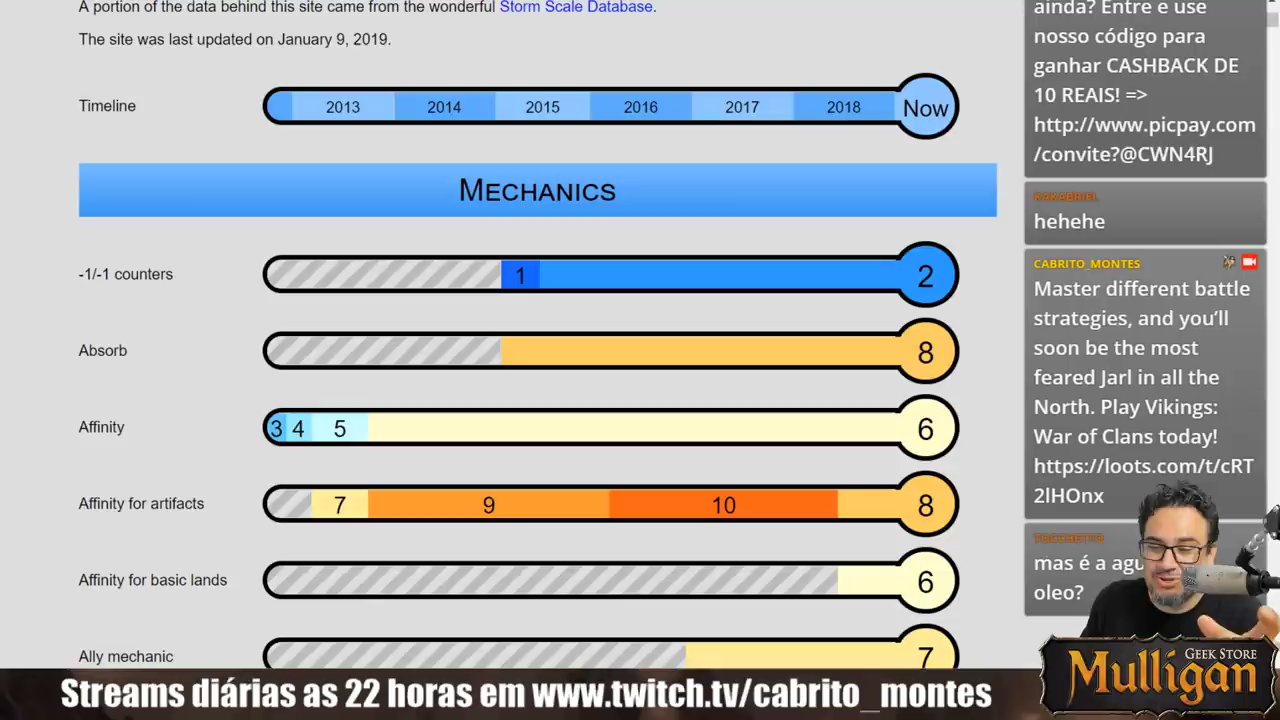 A portion of the data behind this site came from the wonderful Storm Scale Database.
The site was last updated on January 9, 2019.
Timeline
2013 2014 2015 2016 2017 2018 Now
MECHANICS
-1/-1 counters
1 2
Absorb
8
Affinity
3 4 5 6
Affinity for artifacts
7 9 10 8
Affinity for basic lands
6
Ally mechanic
7
ainda? Entre e use
nosso código para
ganhar CASHBACK DE
10 REAIS! =>
http://www.picpay.com
/convite?@CWN4RJ
hehehe
CABRITO_MONTES
Master different battle
strategies, and you'll
soon be the most
feared Jarl in all the
North. Play Vikings:
War of Clans today!
https://loots.com/t/cRT
2lHOnx
mas é a
oleo?
GEEK STORE
Mulligan
Streams diárias as 22 horas em www.twitch.tv/cabrito_montes